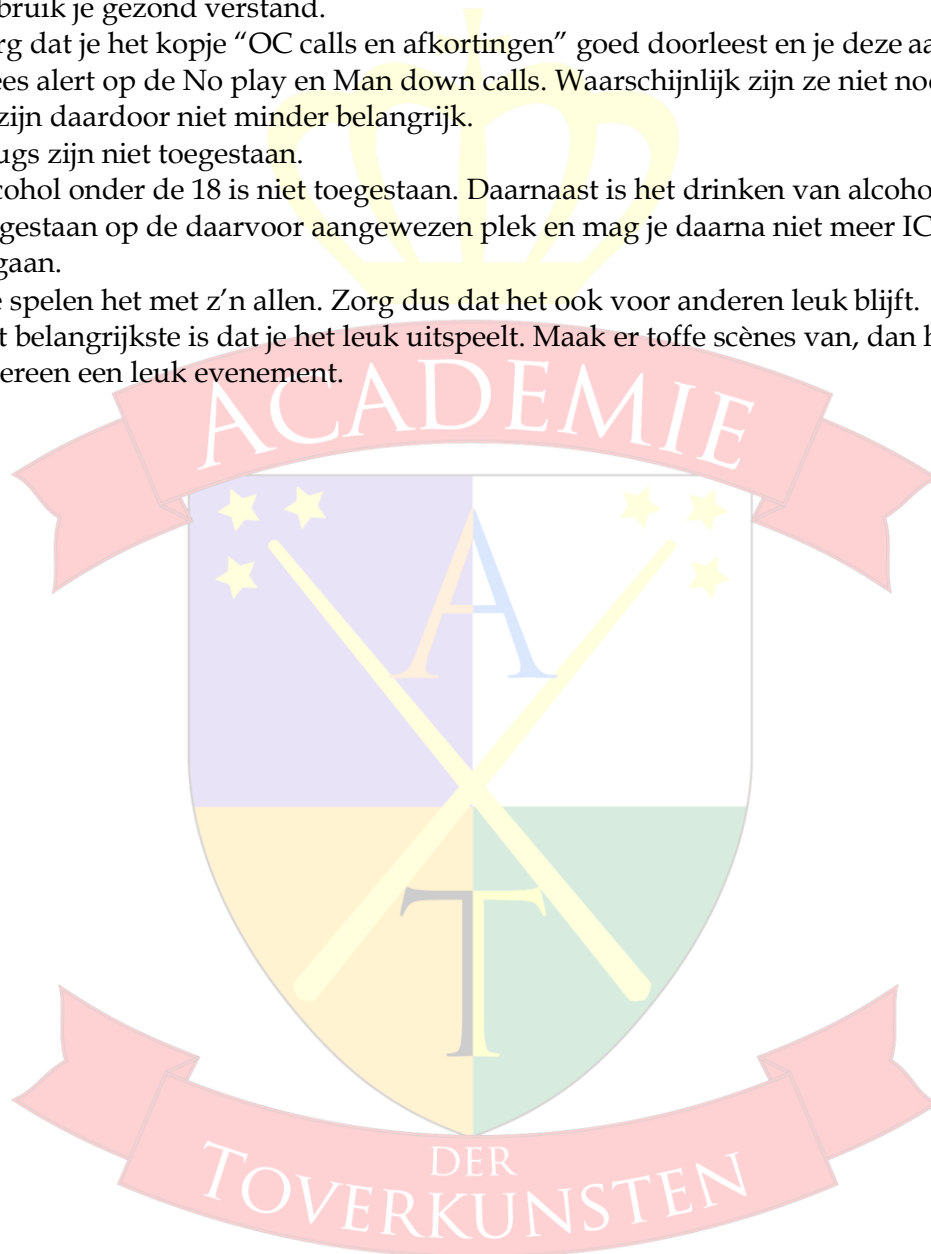 bruik je gezond verstand.
rg dat je het kopje “OC calls en afkortingen” goed doorleest en je deze aa
es alert op de No play en Man down calls. Waarschijnlijk zijn ze niet noo
zijn daardoor niet minder belangrijk.
ugs zijn niet toegestaan.
cohol onder de 18 is niet toegestaan. Daarnaast is het drinken van alcoho
gestaan op de daarvoor aangewezen plek en mag je daarna niet meer IC
gaan.
e spelen het met z’n allen. Zorg dus dat het ook voor anderen leuk blijft.
t belangrijkste is dat je het leuk uitspeelt. Maak er toffe scènes van, dan h
ereen een leuk evenement.
ACADEMIE
A
T
DER
TOVERKUNSTEN